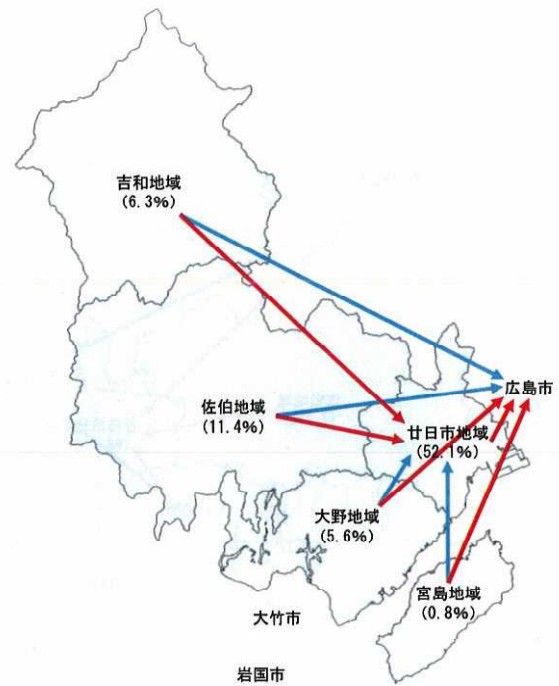 吉和地域
(6.3%)
広島市
佐伯地域
(11.4%)
廿日市地域
(52.1%)
大野地域
(5.6%)
宮島地域
(0.8%)
大竹市
岩国市